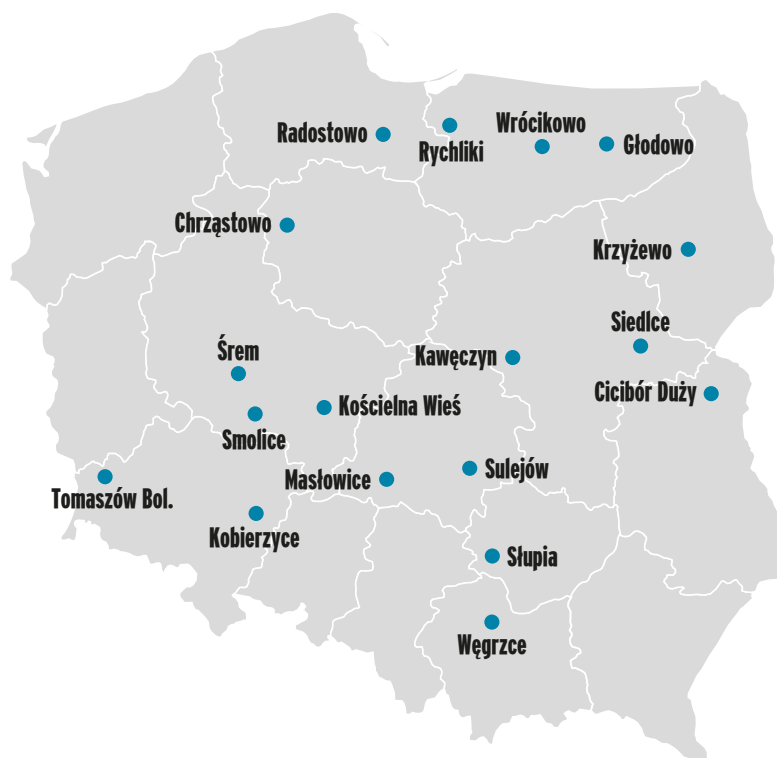 Wrócikowo
Radostowo
Głodowo
Rychliki
Chrząstowo
Krzyżewo
Siedlce
Śrem
Kawęczyn
Cicibór Duży
Kościelna Wieś
Smolice
Masłowice
Sulejów
Tomaszów Bol.
Kobierzyce
Słupia
Węgrzce